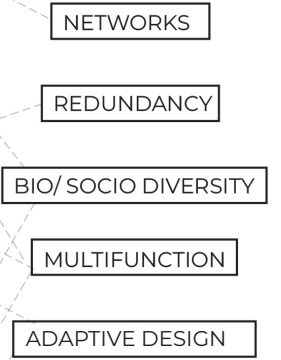 NETWORKS
REDUNDANCY
BIO/ SOCIO DIVERSITY
MULTIFUNCTION
ADAPTIVE DESIGN